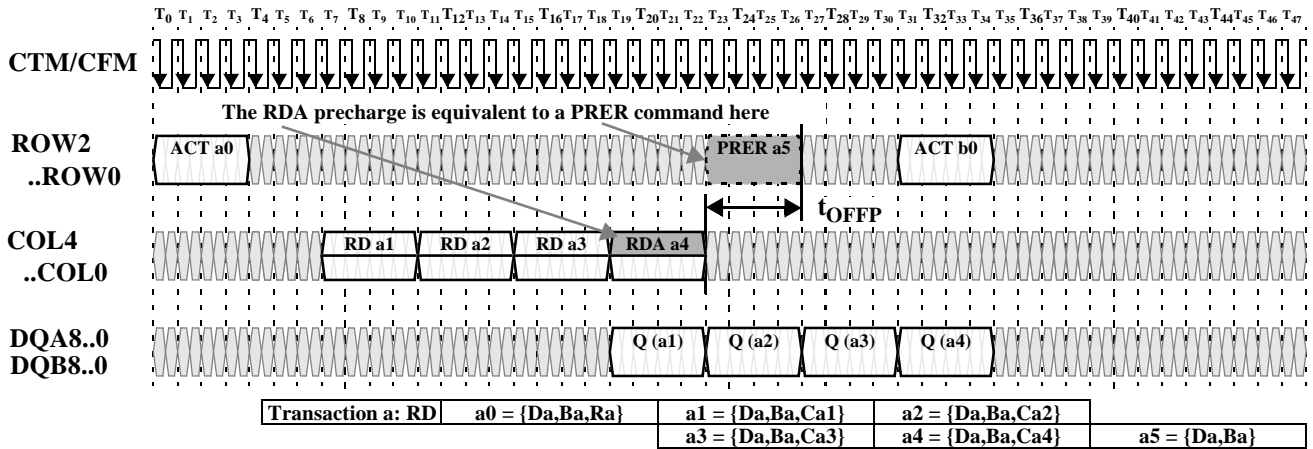 T0 T1 T2 T3 T4 T5 T6 T7 T8 T9 T10 T11 T12 T13 T14 T15 T16 T17 T18 T19 T20 T21 T22 T23 T24 T25 T26 T27 T28 T29 T30 T31 T32 T33 T34 T35 T36 T37 T38 T39 T40 T41 T42 T43 T44 T45 T46 T47
CTM/CFM
The RDA precharge is equivalent to a PRER command here
ROW2
..ROW0
ACT a0 PRER a5 ACT b0
tOFFP
COL4
..COL0
RD a1 RD a2 RD a3 RDA a4
DQA8..0
DQB8..0
Q (a1) Q (a2) Q (a3) Q (a4)
Transaction a: RD a0 = {Da,Ba,Ra} a1 = {Da,Ba,Ca1} a2 = {Da,Ba,Ca2}
a3 = {Da,Ba,Ca3} a4 = {Da,Ba,Ca4} a5 = {Da,Ba}